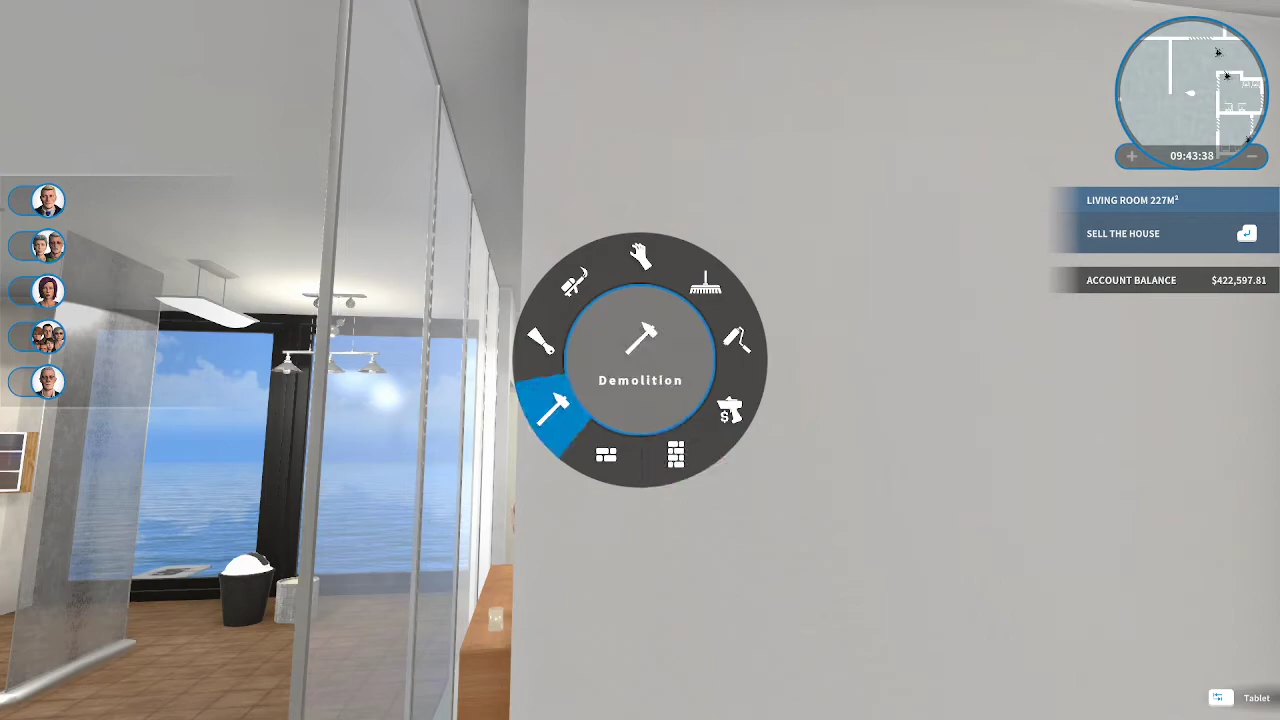 09:43:38
LIVING ROOM 227M²
SELL THE HOUSE
ACCOUNT BALANCE $422,597.81
Demolition
$
Tablet